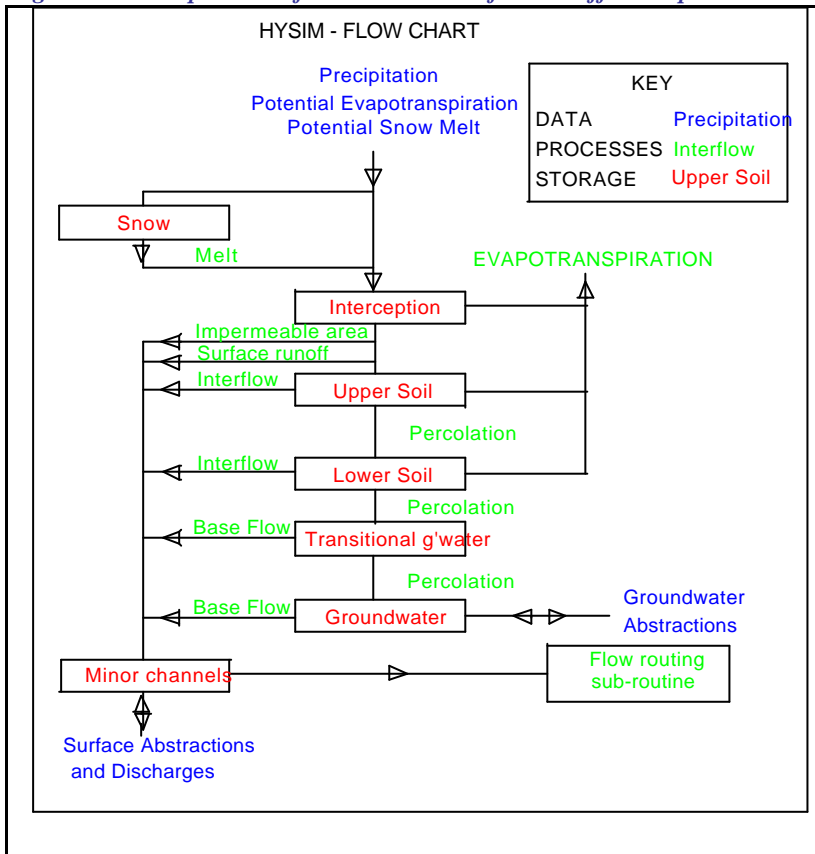 HYSIM - FLOW CHART
Precipitation
Potential Evapotranspiration
Potential Snow Melt
KEY
DATA Precipitation
PROCESSES Interflow
STORAGE Upper Soil
Snow
Melt
EVAPOTRANSPIRATION
Interception
Impermeable area
Surface runoff
Interflow
Upper Soil
Percolation
Interflow
Lower Soil
Percolation
Base Flow
Transitional g'water
Percolation
Base Flow
Groundwater
Groundwater
Abstractions
Minor channels
Flow routing
sub-routine
Surface Abstractions
and Discharges